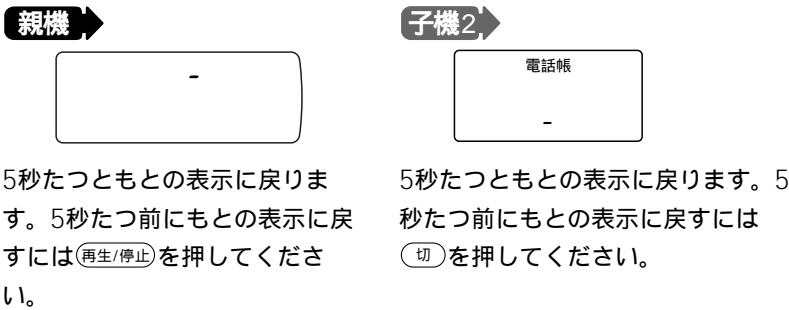 親機
-
5秒たつともとの表示に戻りま
す。5秒たつ前にもとの表示に戻
すには再生/停止を押してくださ
い。
子機2
電話帳
-
5秒たつともとの表示に戻ります。5
秒たつ前にもとの表示に戻すには
切を押してください。